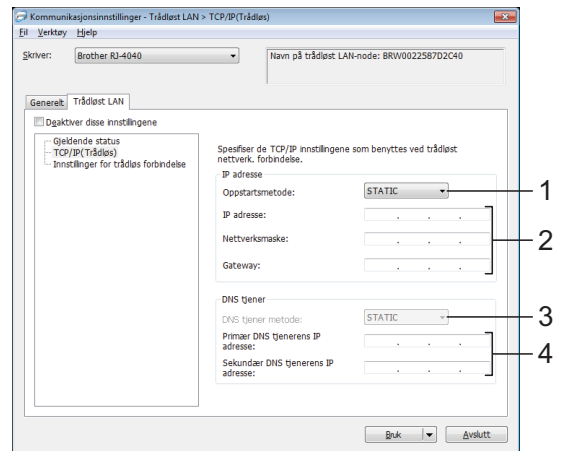 Kommunikasjonsinnstillinger - Trådløst LAN > TCP/IP(Trådløs)
Fil Verktøy Hjelp
Skriver: Brother RJ-4040
Navn på trådløst LAN-node: BRW0022587D2C40
Generelt Trådløst LAN
Deaktiver disse innstillingene
Gjeldende status
TCP/IP(Trådløs)
Innstillinger for trådløs forbindelse
Spesifiser de TCP/IP innstillingene som benyttes ved trådløst
nettverk. forbindelse.
IP adresse
Oppstartsmetode: STATIC 1
IP adresse: . . .
2
Nettverksmaske: . . .
Gateway: . . .
DNS tjener
DNS tjener metode: STATIC 3
Primær DNS tjenerens IP
adresse: . . .
4
Sekundær DNS tjenerens IP
adresse: . . .
Bruk Avslutt